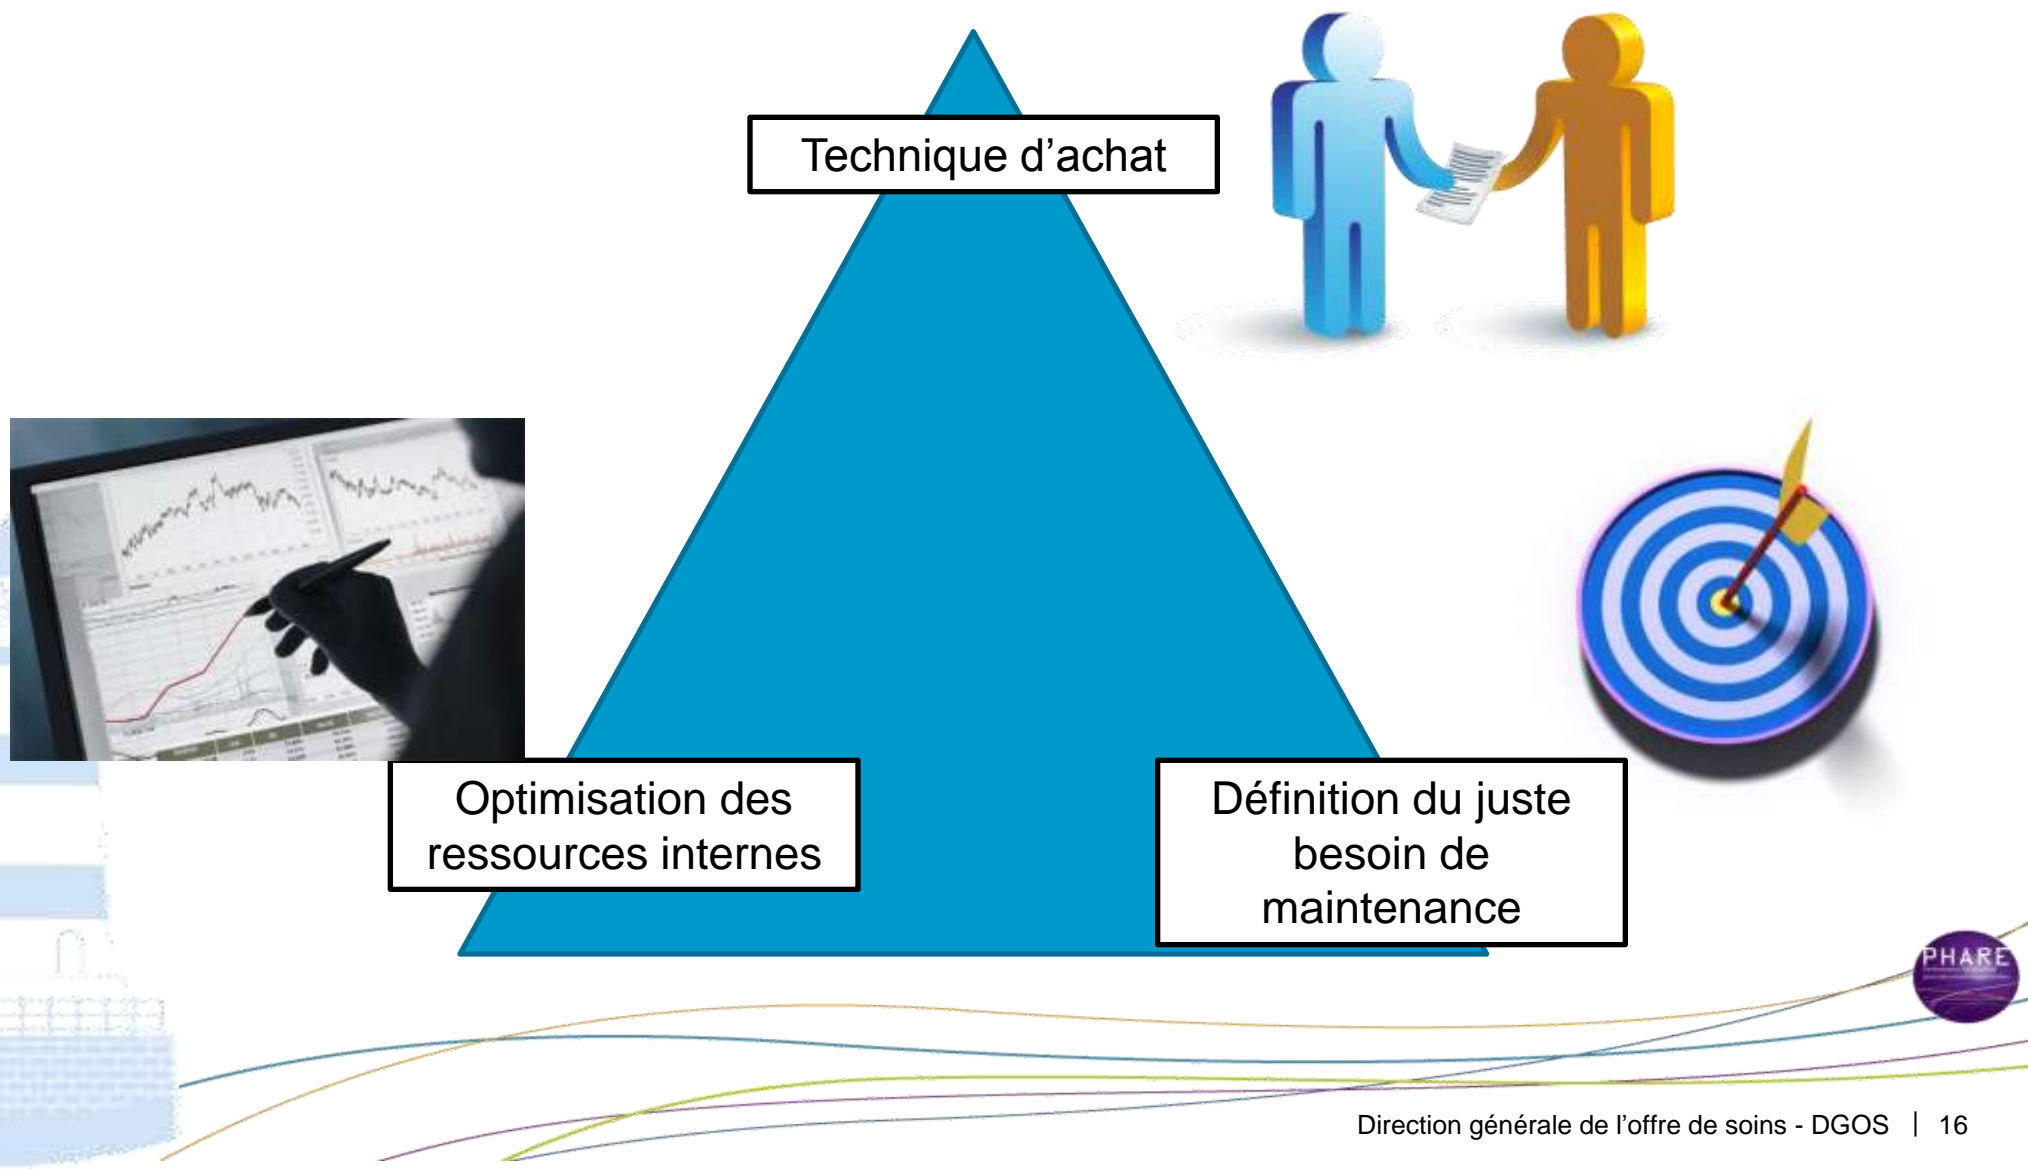 Technique d’achat
Optimisation des
ressources internes
Définition du juste
besoin de
maintenance
PHARE
Direction générale de l’offre de soins - DGOS | 16